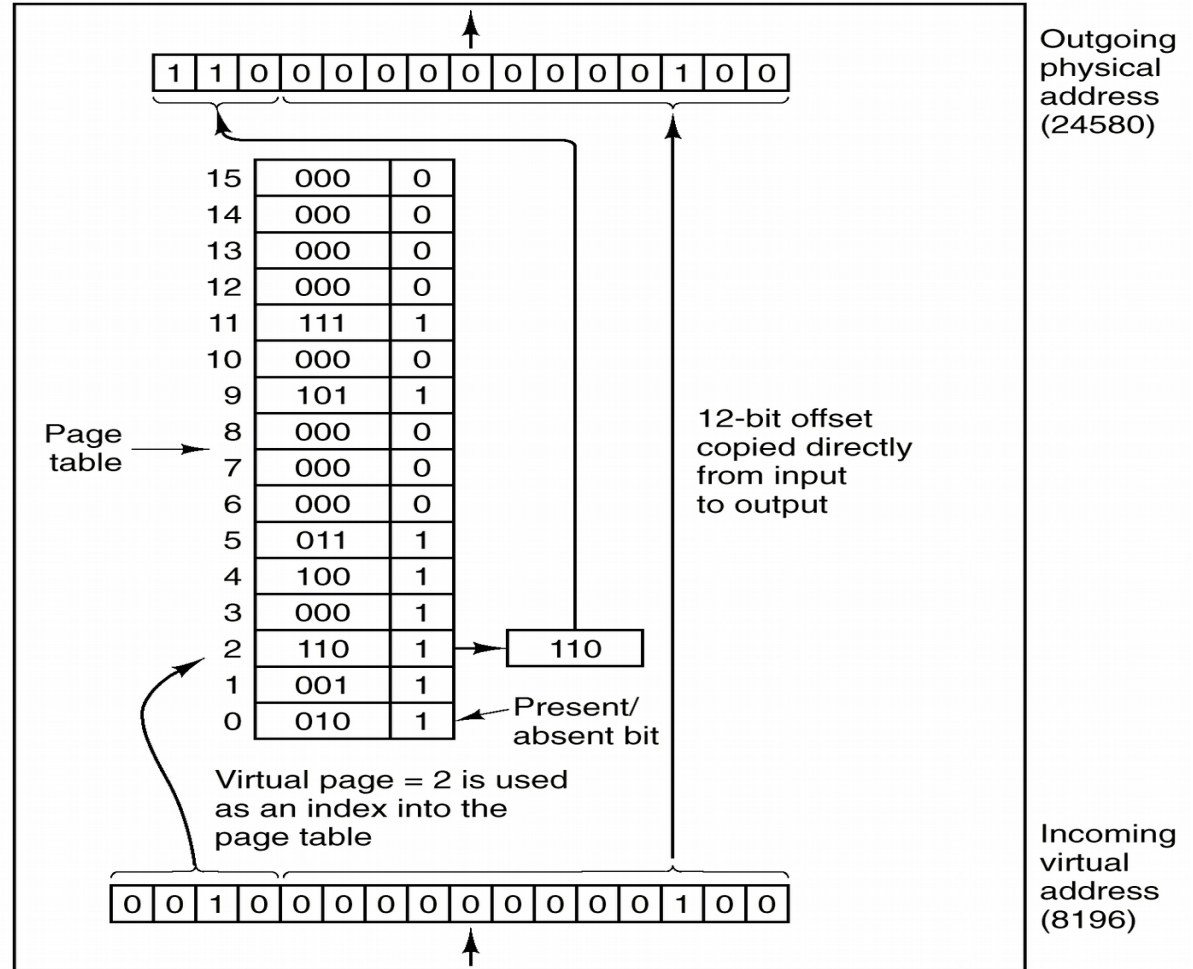 Outgoing
physical
address
(24580)
1 1 0 0 0 0 0 0 0 0 0 0 1 0 0
15 000 0
14 000 0
13 000 0
12 000 0
11 111 1
10 000 0
9 101 1
8 000 0
7 000 0
6 000 0
5 011 1
4 100 1
3 000 1
2 110 1 110
1 001 1
0 010 1
Page
table
12-bit offset
copied directly
from input
to output
Present/
absent bit
Virtual page = 2 is used
as an index into the
page table
0 0 1 0 0 0 0 0 0 0 0 0 0 1 0 0
Incoming
virtual
address
(8196)